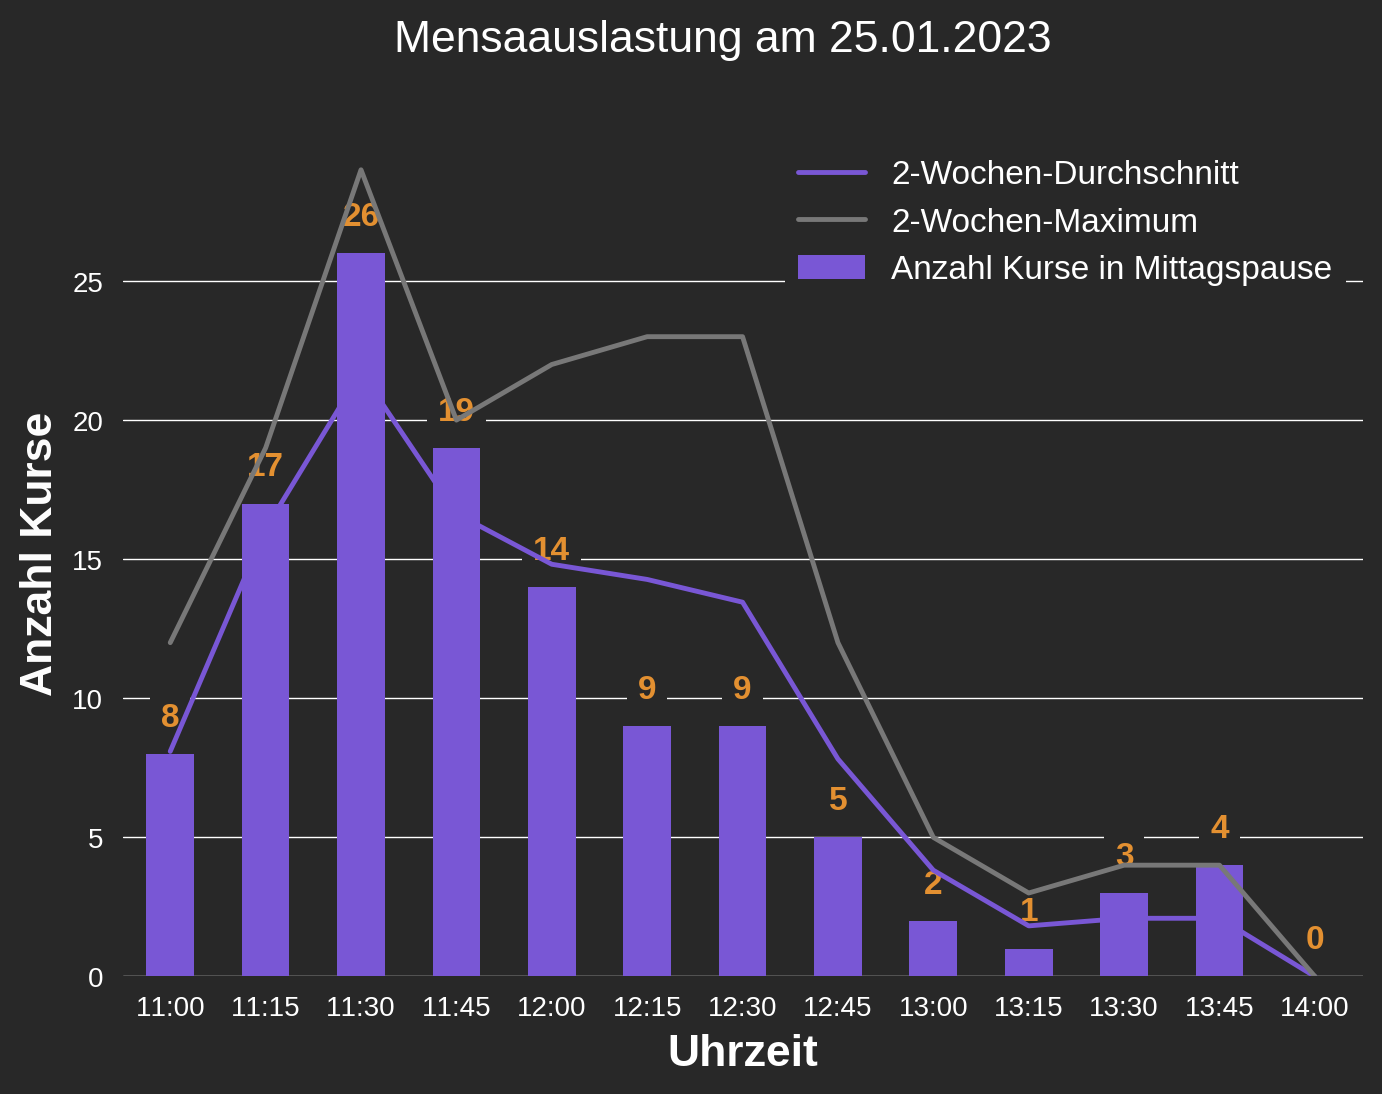 Mensaauslastung am 25.01.2023
2-Wochen-Durchschnitt
2-Wochen-Maximum
Anzahl Kurse in Mittagspause
Anzahl Kurse
25
20
15
10
5
0
8
17
26
19
14
9
9
5
2
1
3
4
0
11:00 11:15 11:30 11:45 12:00 12:15 12:30 12:45 13:00 13:15 13:30 13:45 14:00
Uhrzeit